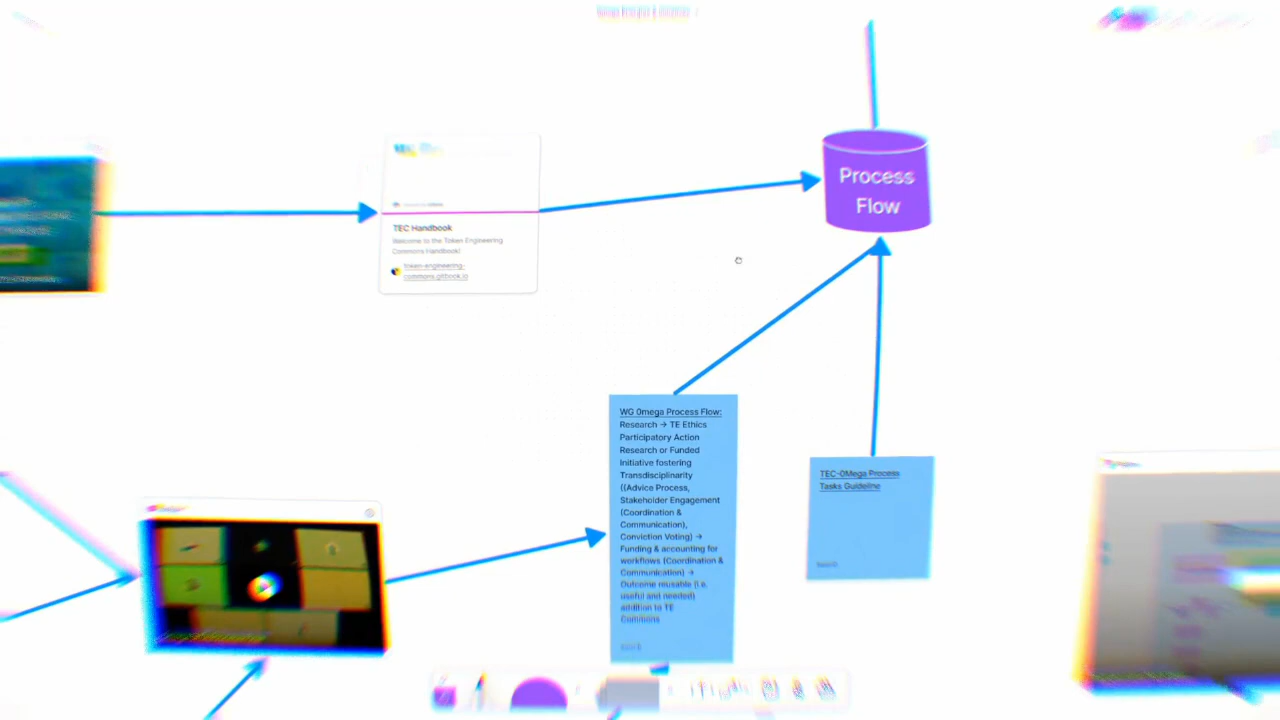 Process
Flow
TEC Handbook
Welcome to the Token Engineering
Commons Handbook!
token-engineering-
commons.gitbook.io
WG 0mega Process Flow:
Research → TE Ethics
Participatory Action
Research or Funded
Initiative fostering
Transdisciplinarity
((Advice Process,
Stakeholder Engagement
(Coordination &
Communication),
Conviction Voting) →
Funding & accounting for
workflows (Coordination &
Communication) →
Outcome reusable (i.e.
useful and needed)
addition to TE
Commons
TEC-0Mega Process
Tasks Guideline